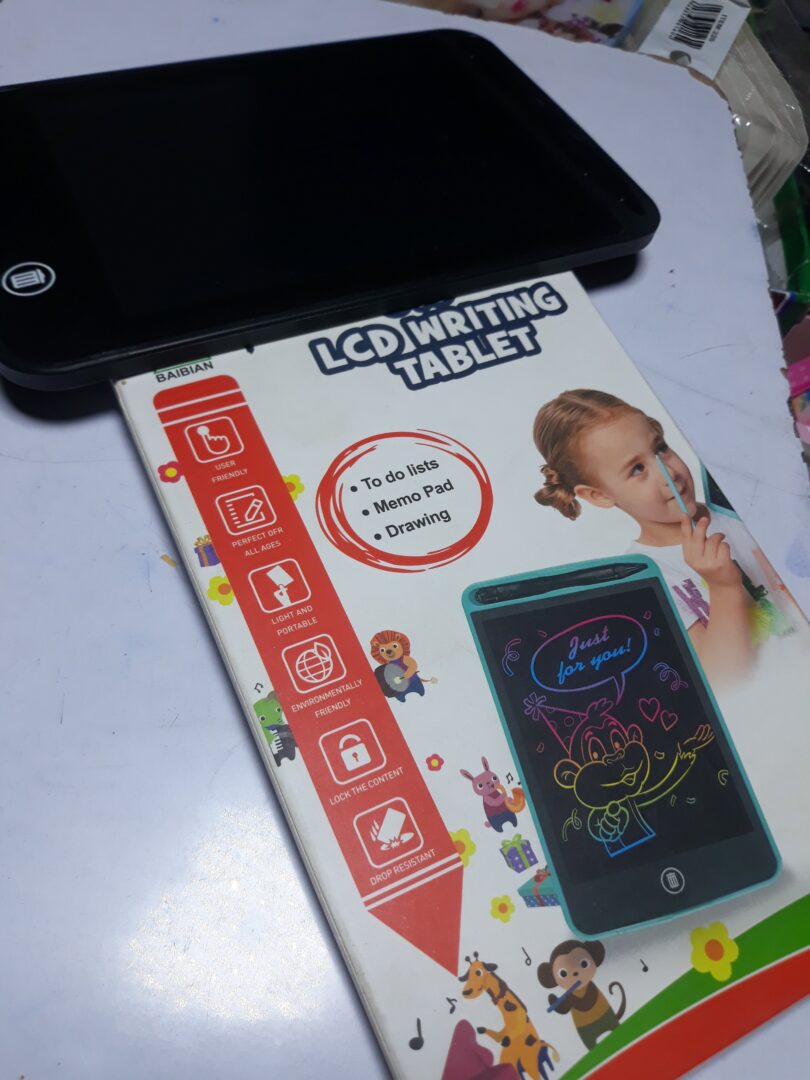 BAIBIAN
LCD WRITING
TABLET
USER
FRIENDLY
PERFECT OFR
ALL AGES
LIGHT AND
PORTABLE
ENVIRONMENTALLY
FRIENDLY
LOCK THE CONTENT
DROP RESISTANT
• To do lists
• Memo Pad
• Drawing
Just
for you!